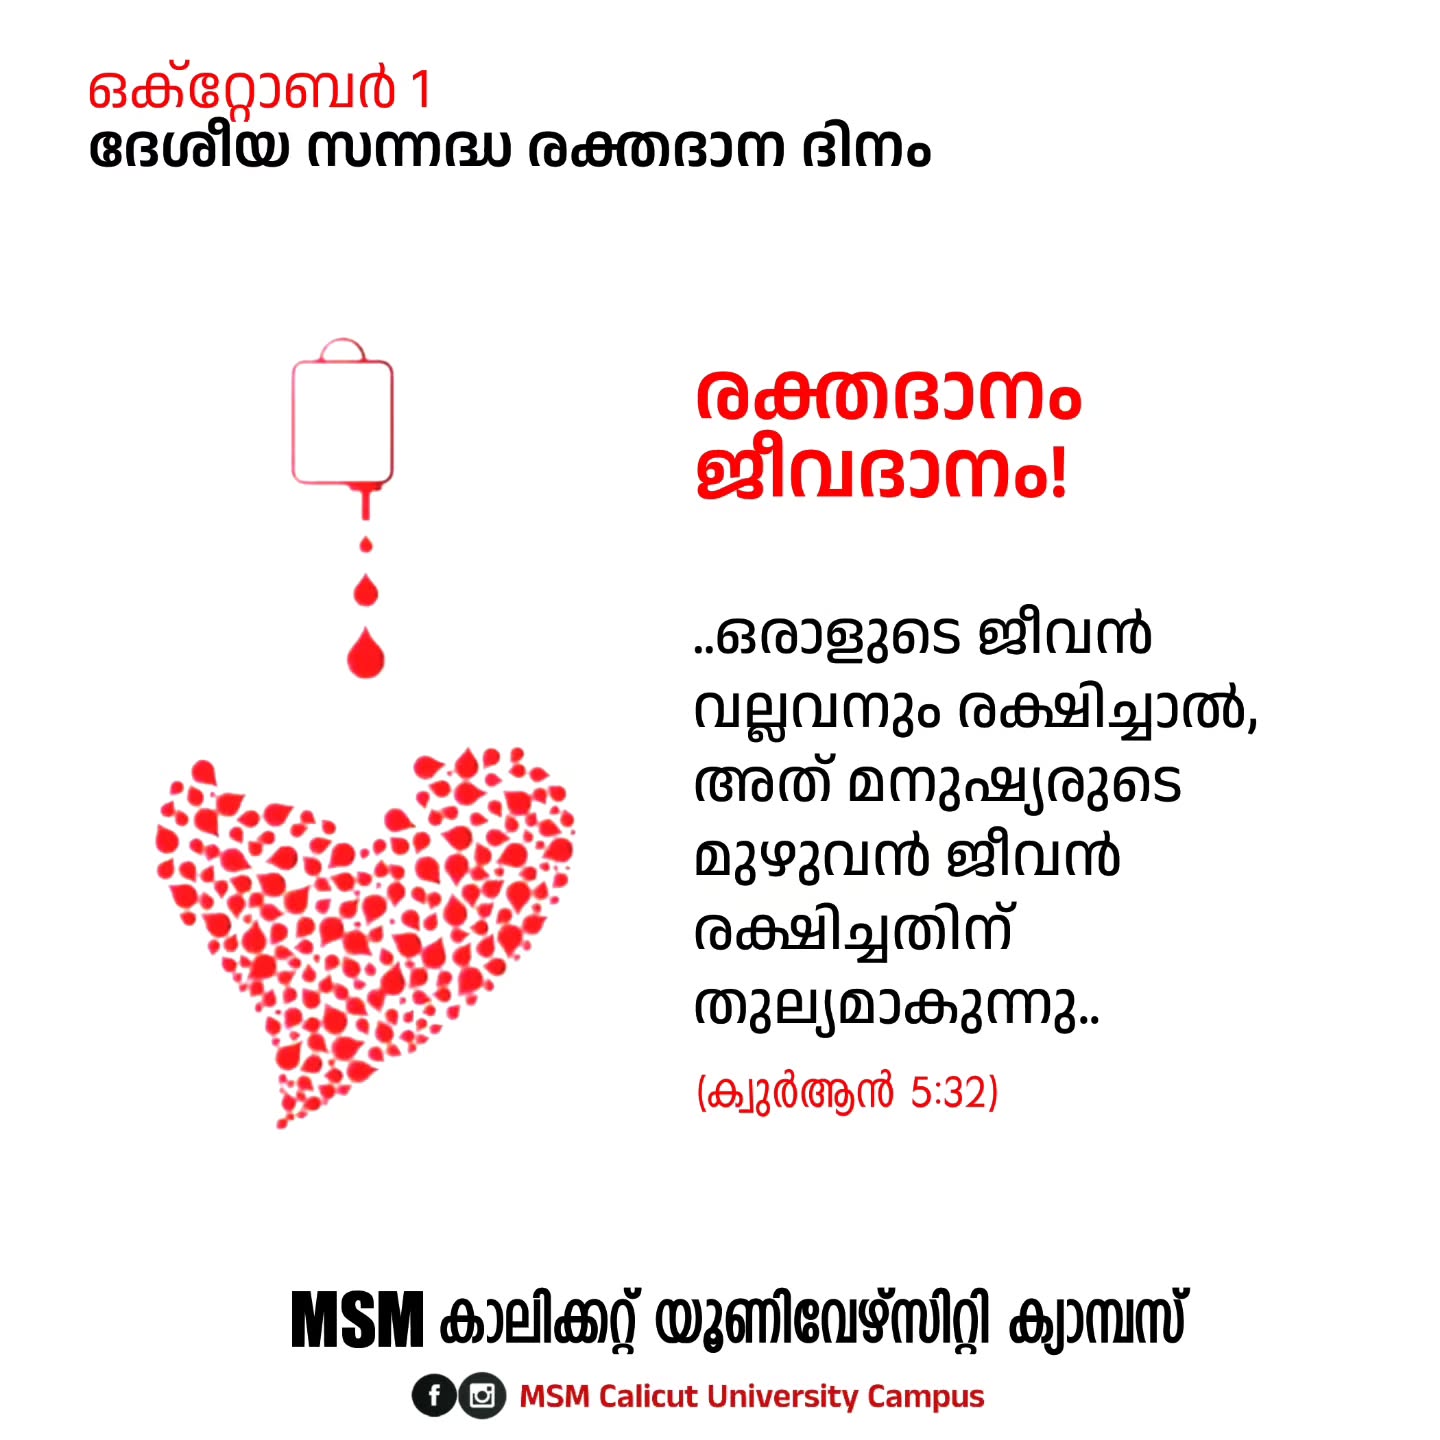 ഒക്റ്റോബർ 1
ദേശീയ സന്നദ്ധ രക്തദാന ദിനം
രക്തദാനം
ജീവദാനം!
..ഒരാളുടെ ജീവൻ
വല്ലവനും രക്ഷിച്ചാൽ,
അത് മനുഷ്യരുടെ
മുഴുവൻ ജീവൻ
രക്ഷിച്ചതിന്
തുല്യമാകുന്നു..
(ക്വുർആൻ 5:32)
MSM കാലിക്കറ്റ് യൂണിവേഴ്സിറ്റി ക്യാമ്പസ്
MSM Calicut University Campus